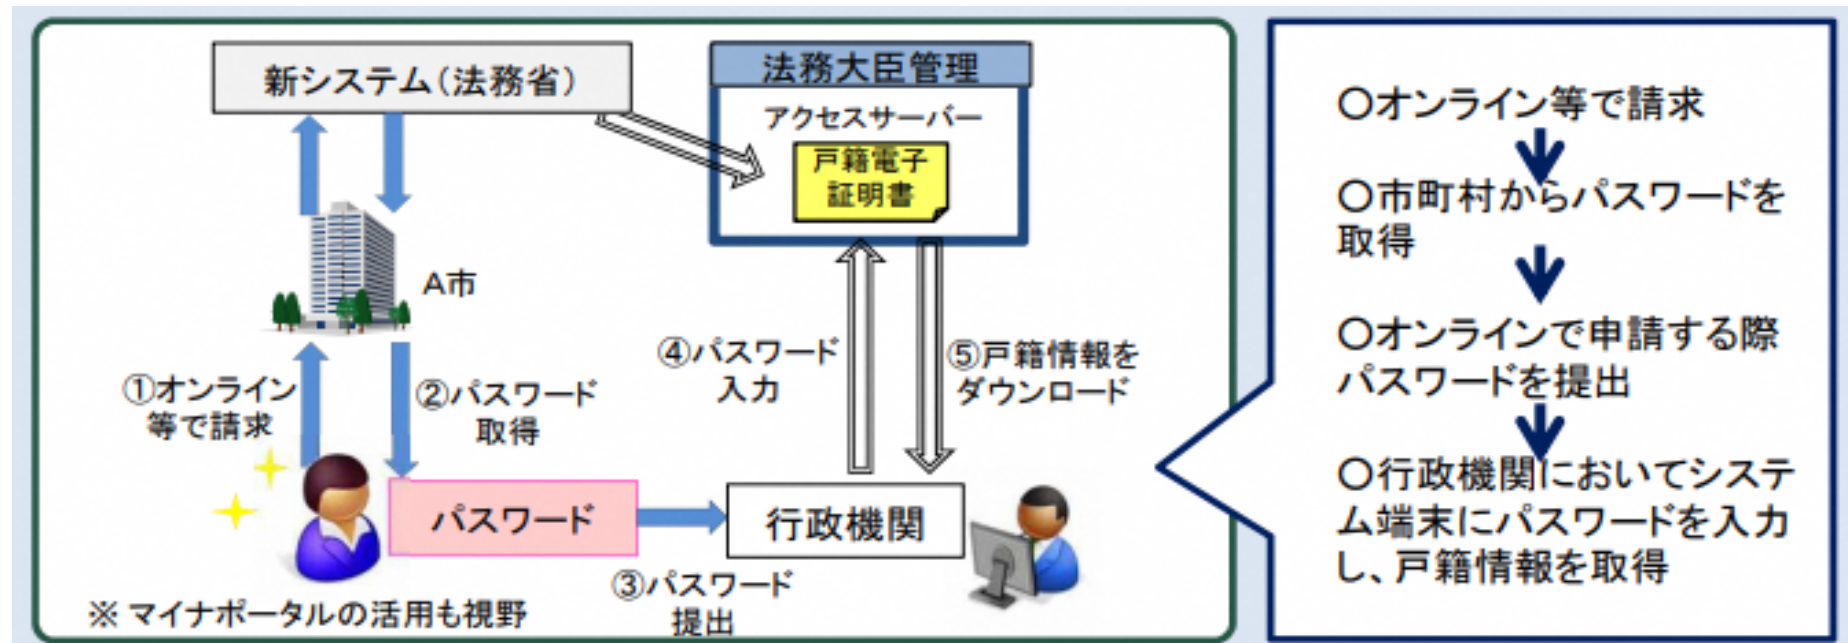 新システム(法務省)
法務大臣管理
アクセスサーバー
戸籍電子
証明書
A市
①オンライン
等で請求
②パスワード
取得
④パスワード
入力
⑤戸籍情報を
ダウンロード
パスワード
行政機関
③パスワード
提出
※ マイナポータルの活用も視野
〇オンライン等で請求
〇市町村からパスワードを
取得
〇オンラインで申請する際
パスワードを提出
〇行政機関においてシステ
ム端末にパスワードを入力
し、戸籍情報を取得